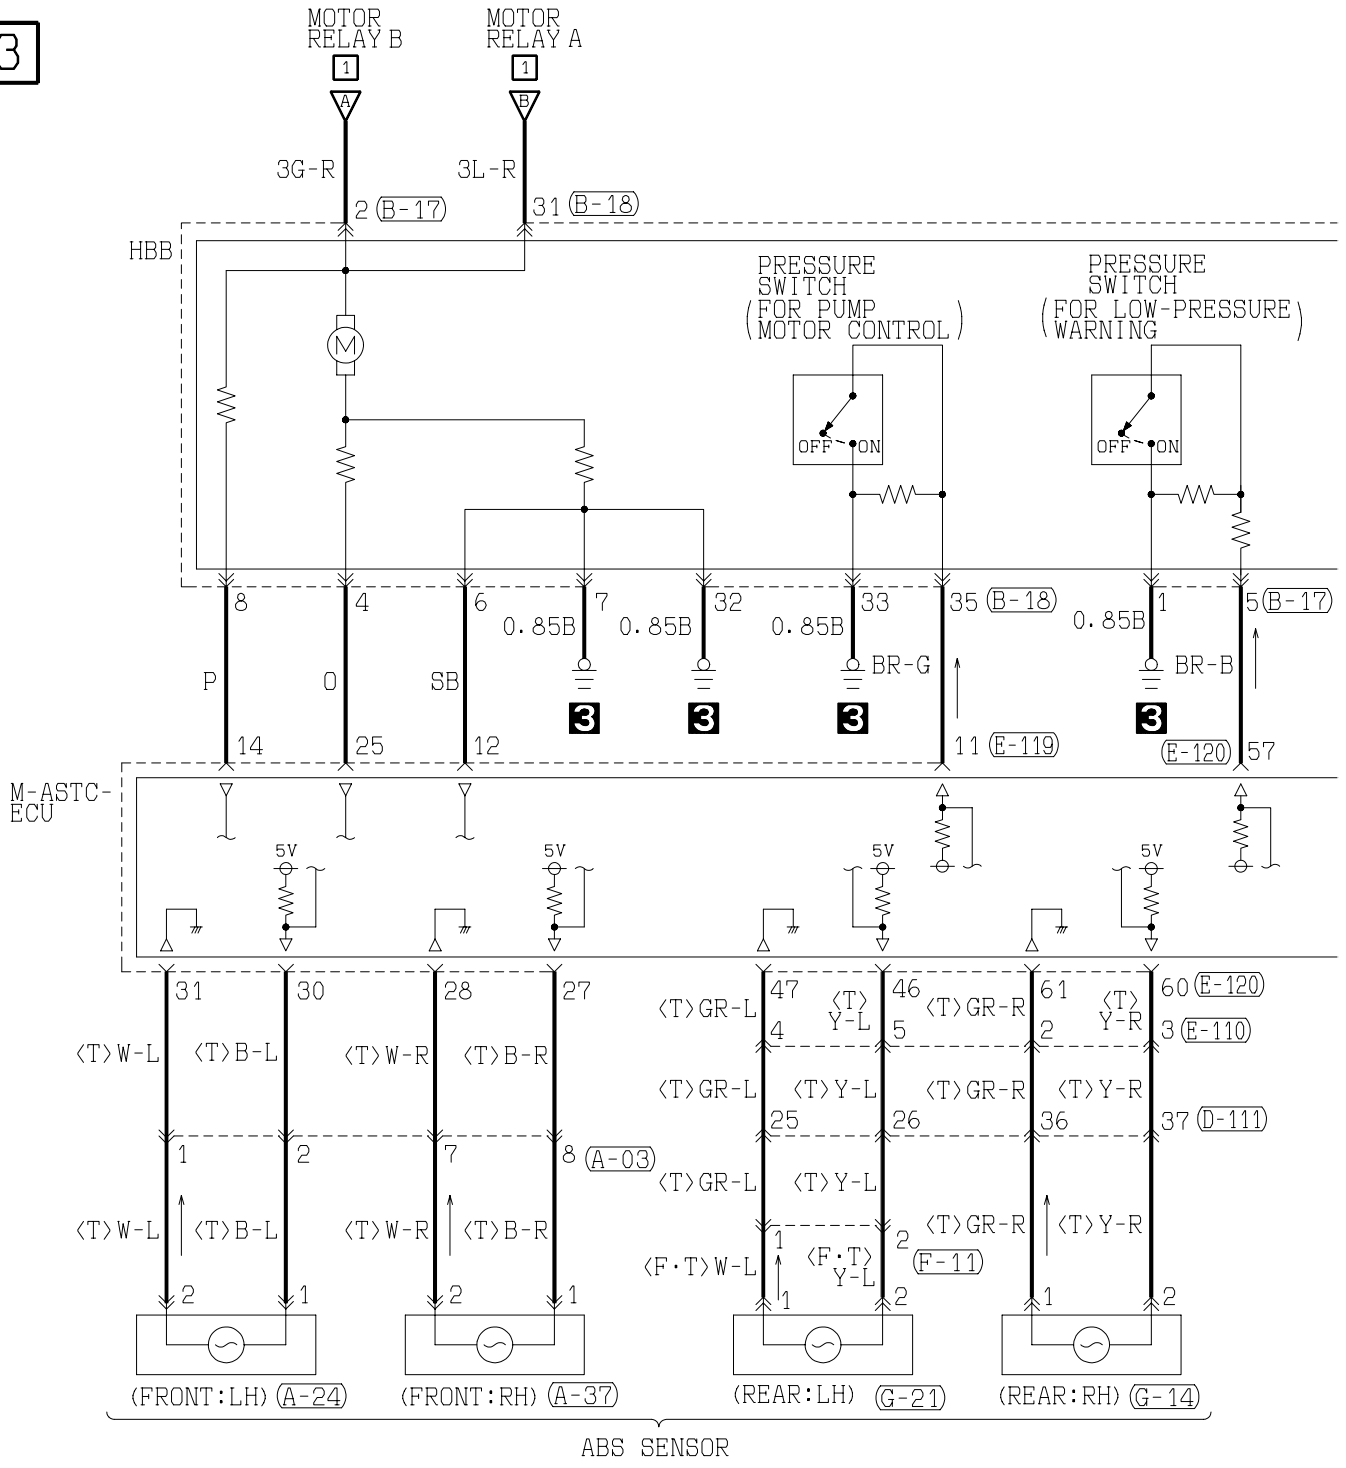 3
MOTOR
RELAY B
MOTOR
RELAY A
1
1
A
B
3G-R
3L-R
2 (B-17)
31 (B-18)
HBB
PRESSURE
SWITCH
(FOR PUMP
MOTOR CONTROL)
PRESSURE
SWITCH
(FOR LOW-PRESSURE
WARNING)
M
OFF ON
OFF ON
8
4
6
7
32
33
35 (B-18)
1
5 (B-17)
0.85B
0.85B
0.85B
0.85B
P
O
SB
BR-G
BR-B
3
3
3
3
14
25
12
11 (E-119)
(E-120) 57
M-ASTC-
ECU
5V
5V
5V
5V
31
30
28
27
47
46
61
60 (E-120)
<T>GR-L
<T>
Y-L
<T>GR-R
<T>
Y-R
4
5
2
3 (E-110)
<T>W-L
<T>B-L
<T>W-R
<T>B-R
<T>GR-L
<T>Y-L
<T>GR-R
<T>Y-R
25
26
36
37 (D-111)
1
2
7
8 (A-03)
<T>GR-L
<T>Y-L
<T>W-L
<T>B-L
<T>W-R
<T>B-R
<T>GR-R
<T>Y-R
1
2
(F-11)
<F·T>W-L
<F·T>
Y-L
2
1
2
1
1
2
1
2
(FRONT:LH) (A-24)
(FRONT:RH) (A-37)
(REAR:LH) (G-21)
(REAR:RH) (G-14)
ABS SENSOR